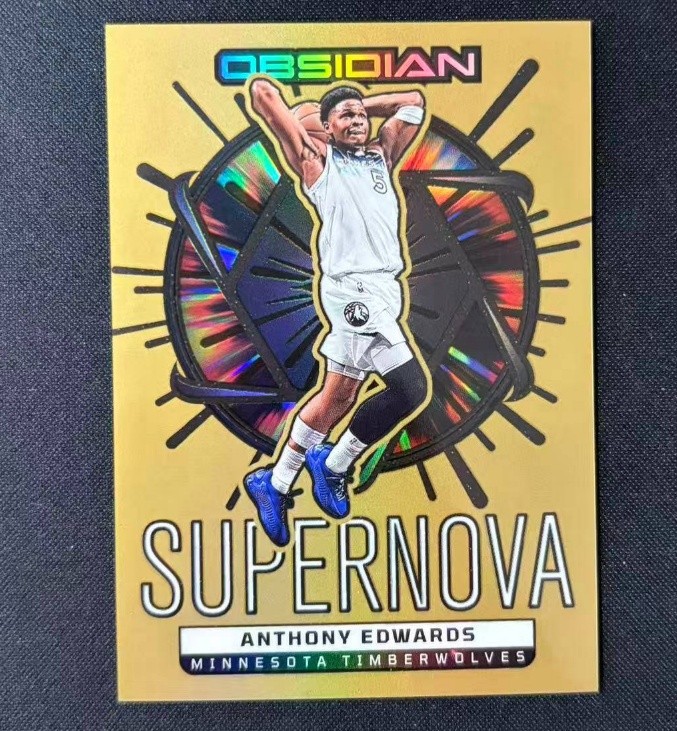 OBSIDIAN
5
SUPERNOVA
ANTHONY EDWARDS
MINNESOTA TIMBERWOLVES